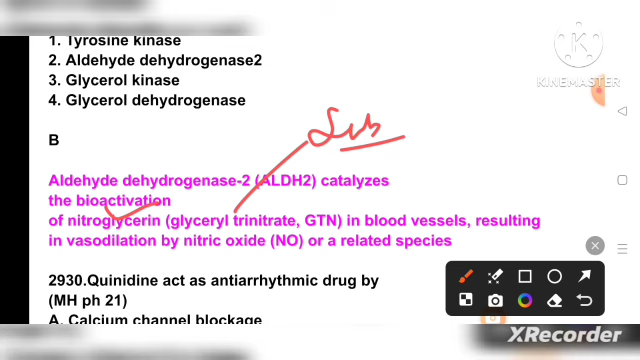 1. Tyrosine kinase
2. Aldehyde dehydrogenase2
3. Glycerol kinase
4. Glycerol dehydrogenase
B
Aldehyde dehydrogenase-2 (ALDH2) catalyzes
the bioactivation
of nitroglycerin (glyceryl trinitrate, GTN) in blood vessels, resulting
in vasodilation by nitric oxide (NO) or a related species
2930.Quinidine act as antiarrhythmic drug by
(MH ph 21)
A. Calcium channel blockage
KINEMASTER
XRecorder